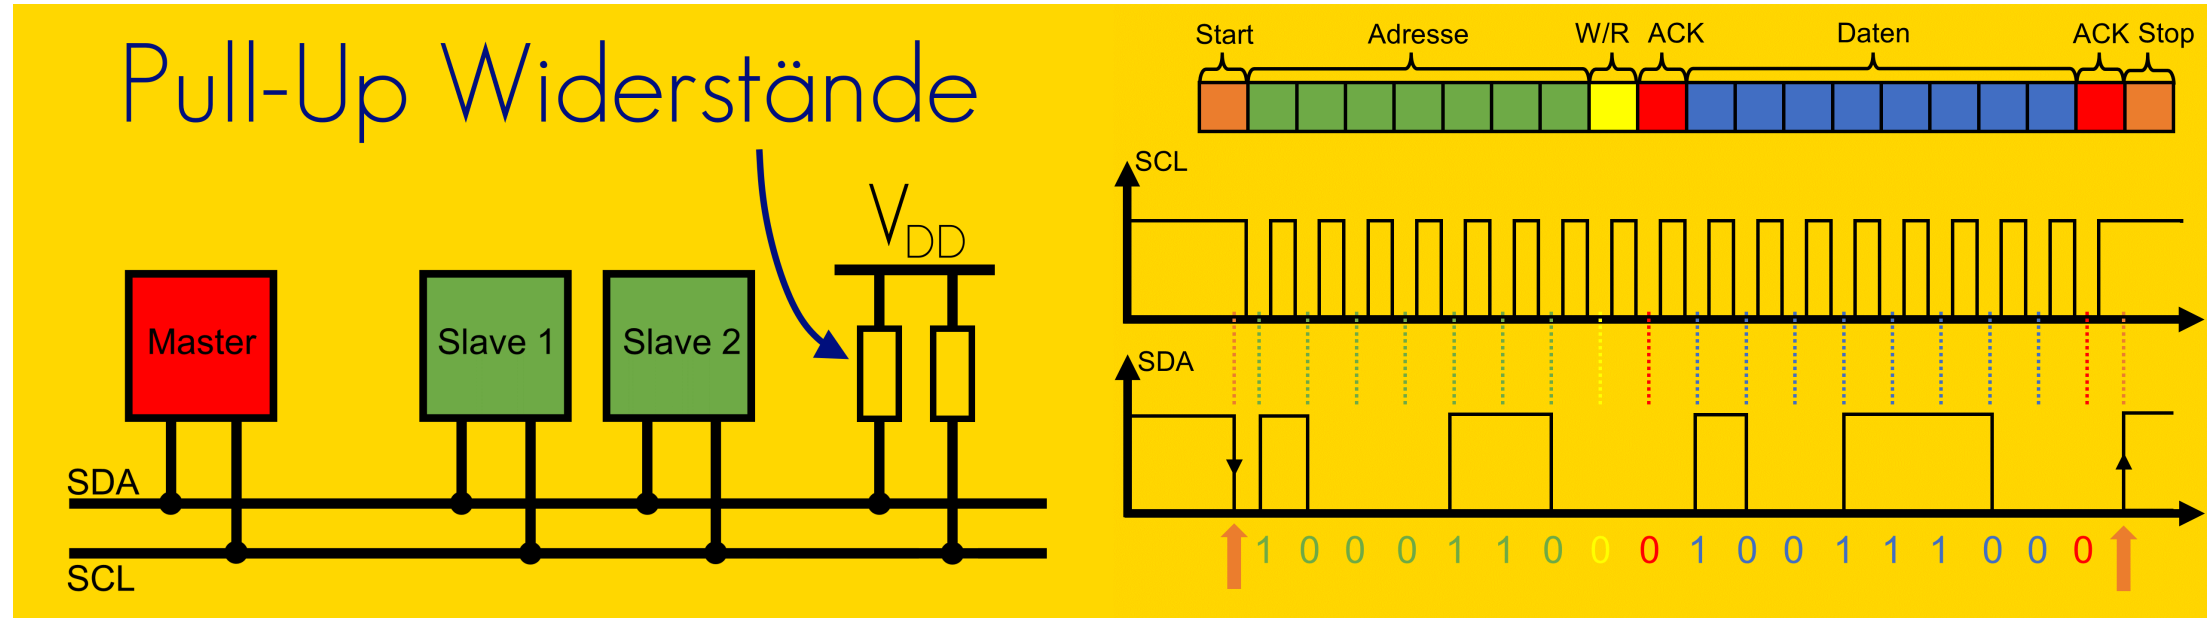 Pull-Up Widerstände
V DD
Master
Slave 1
Slave 2
SDA
SCL
Start Adresse W/R ACK Daten ACK Stop
SCL
SDA
1 0 0 0 1 1 0 0 0 1 0 0 1 1 1 0 0 0